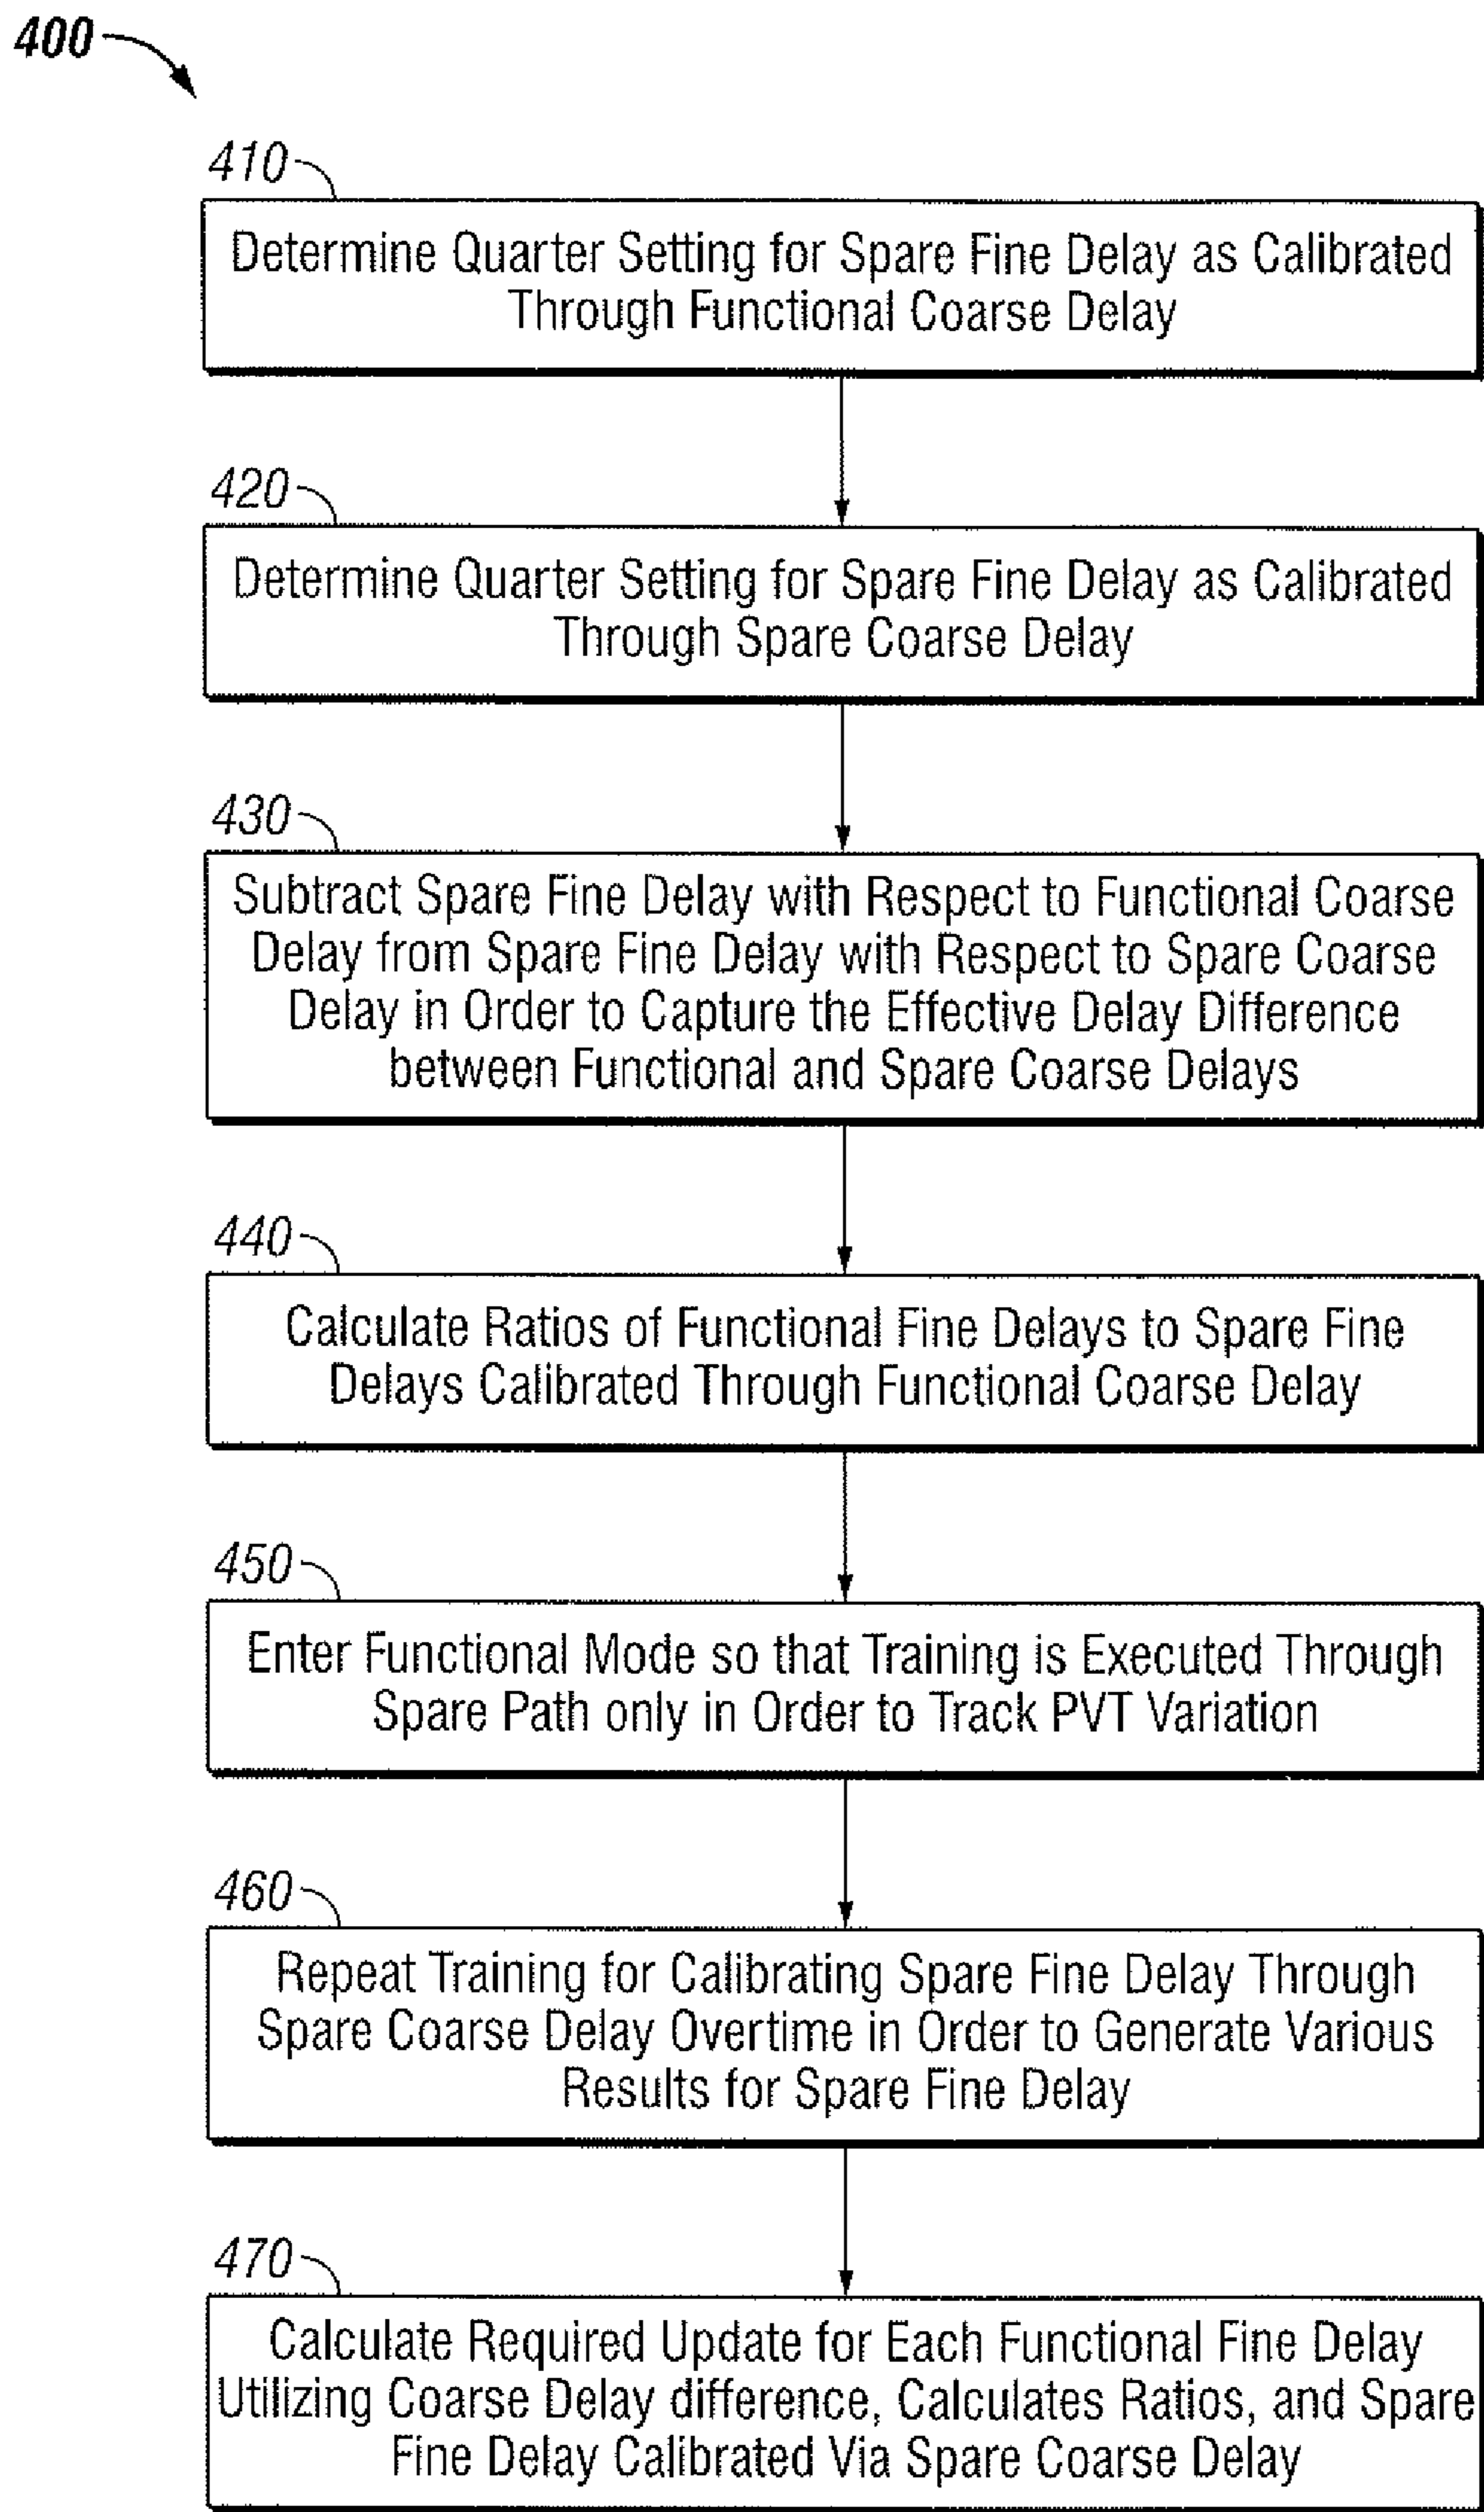 400
410
Determine Quarter Setting for Spare Fine Delay as Calibrated
Through Functional Coarse Delay
420
Determine Quarter Setting for Spare Fine Delay as Calibrated
Through Spare Coarse Delay
430
Subtract Spare Fine Delay with Respect to Functional Coarse
Delay from Spare Fine Delay with Respect to Spare Coarse
Delay in Order to Capture the Effective Delay Difference
between Functional and Spare Coarse Delays
440
Calculate Ratios of Functional Fine Delays to Spare Fine
Delays Calibrated Through Functional Coarse Delay
450
Enter Functional Mode so that Training is Executed Through
Spare Path only in Order to Track PVT Variation
460
Repeat Training for Calibrating Spare Fine Delay Through
Spare Coarse Delay Overtime in Order to Generate Various
Results for Spare Fine Delay
470
Calculate Required Update for Each Functional Fine Delay
Utilizing Coarse Delay difference, Calculates Ratios, and Spare
Fine Delay Calibrated Via Spare Coarse Delay